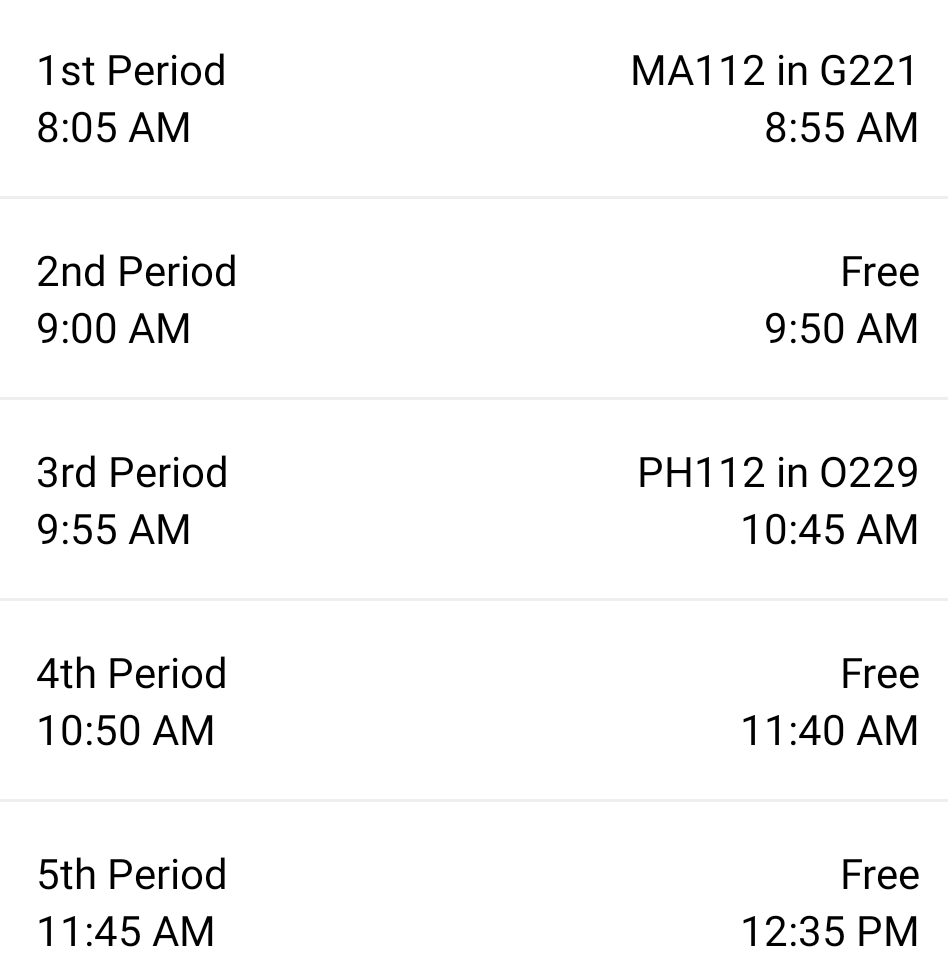 1st Period MA112 in G221
8:05 AM 8:55 AM
2nd Period Free
9:00 AM 9:50 AM
3rd Period PH112 in O229
9:55 AM 10:45 AM
4th Period Free
10:50 AM 11:40 AM
5th Period Free
11:45 AM 12:35 PM